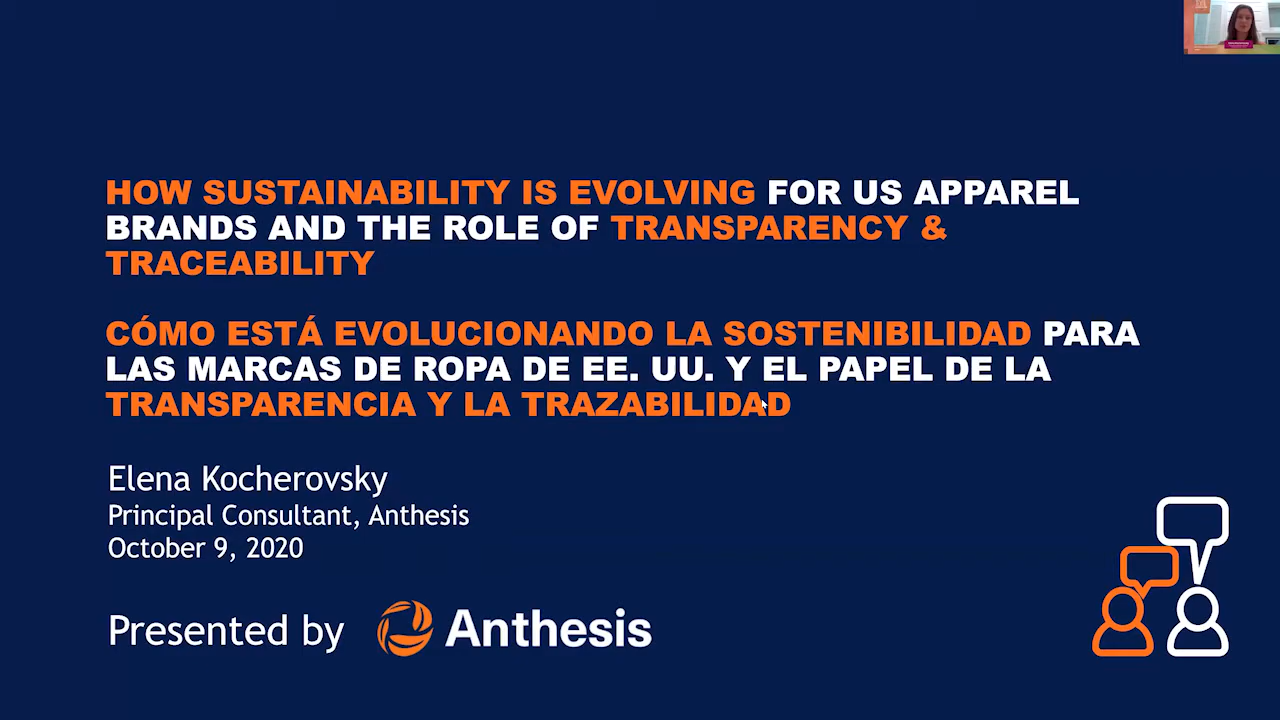 HOW SUSTAINABILITY IS EVOLVING FOR US APPAREL
BRANDS AND THE ROLE OF TRANSPARENCY &
TRACEABILITY
CÓMO ESTÁ EVOLUCIONANDO LA SOSTENIBILIDAD PARA
LAS MARCAS DE ROPA DE EE. UU. Y EL PAPEL DE LA
TRANSPARENCIA Y LA TRAZABILIDAD
Elena Kocherovsky
Principal Consultant, Anthesis
October 9, 2020
Presented by Anthesis